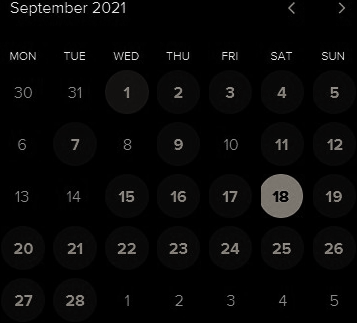 September 2021
MON TUE WED THU FRI SAT SUN
30 31 1 2 3 4 5
6 7 8 9 10 11 12
13 14 15 16 17 18 19
20 21 22 23 24 25 26
27 28 1 2 3 4 5